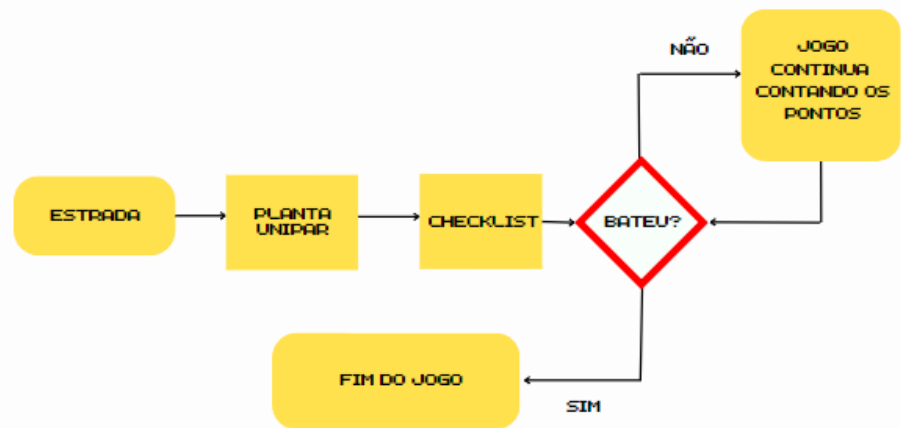 ESTRADA
PLANTA
UNIPAR
CHECKLIST
BATEU?
NÃO
JOGO
CONTINUA
CONTANDO OS
PONTOS
SIM
FIM DO JOGO